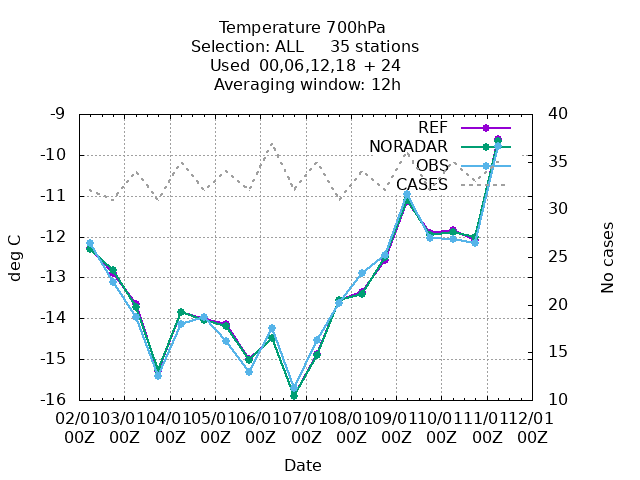 Temperature 700hPa
Selection: ALL 35 stations
Used 00,06,12,18 + 24
Averaging window: 12h
REF
NORADAR
OBS
CASES
deg C
-9
-10
-11
-12
-13
-14
-15
-16
No cases
40
35
30
25
20
15
10
02/01 03/01 04/01 05/01 06/01 07/01 08/01 09/01 10/01 11/01 12/01
00Z 00Z 00Z 00Z 00Z 00Z 00Z 00Z 00Z 00Z 00Z
Date